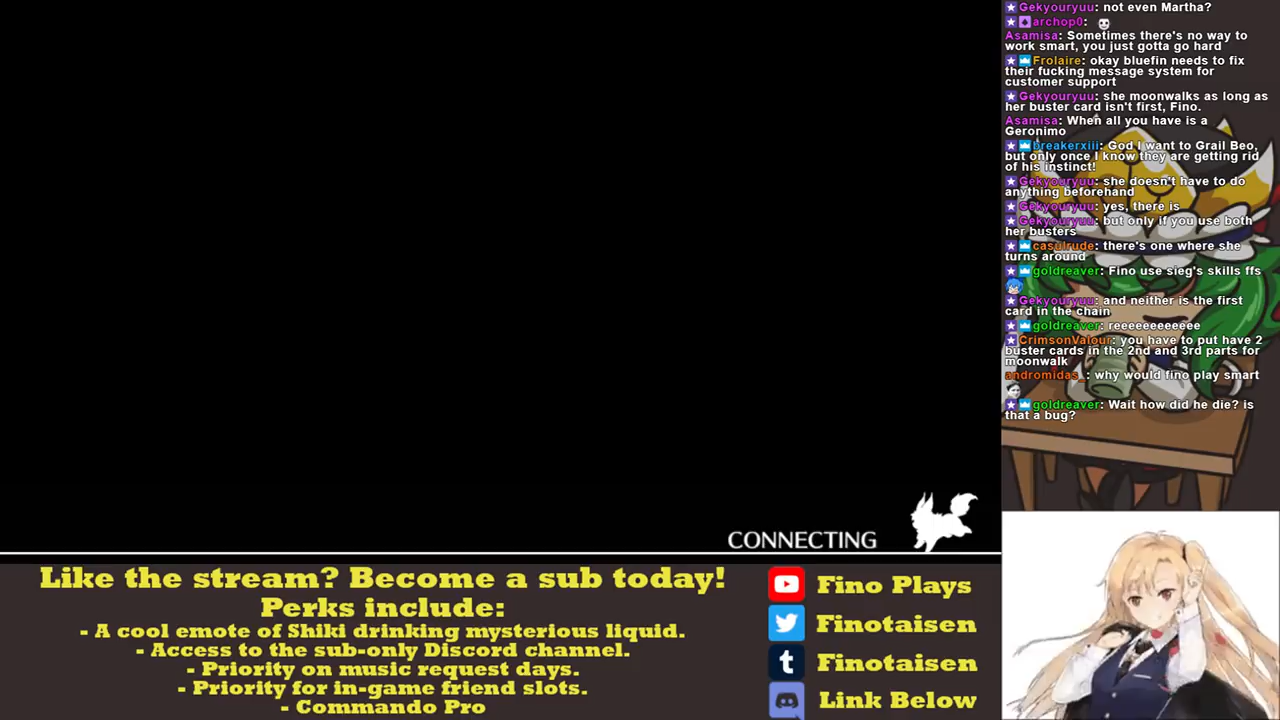 Gekyouryuu: not even Martha?
archop0:
Asamisa: Sometimes there's no way to
work smart, you just gotta go hard
Frolaire: okay bluefin needs to fix
their fucking message system for
customer support
Gekyouryuu: she moonwalks as long as
her buster card isn't first, Fino.
Asamisa: When all you have is a
Geronimo
breakerxiii: God I want to Grail Beo,
but only once I know they are getting rid
of his instinct!
Gekyouryuu: she doesn't have to do
anything beforehand
Gekyouryuu: yes, there is
Gekyouryuu: but only if you use both
her busters
casulrude: there's one where she
turns around
goldreaver: Fino use sieg's skills ffs
Gekyouryuu: and neither is the first
card in the chain
goldreaver: reeeeeeeeeeee
CrimsonValour: you have to put have 2
buster cards in the 2nd and 3rd parts for
moonwalk
andromidas_: why would fino play smart
goldreaver: Wait how did he die? is
that a bug?
CONNECTING
Like the stream? Become a sub today!
Perks include:
- A cool emote of Shiki drinking mysterious liquid.
- Access to the sub-only Discord channel.
- Priority on music request days.
- Priority for in-game friend slots.
- Commando Pro
Fino Plays
Finotaisen
t Finotaisen
Link Below